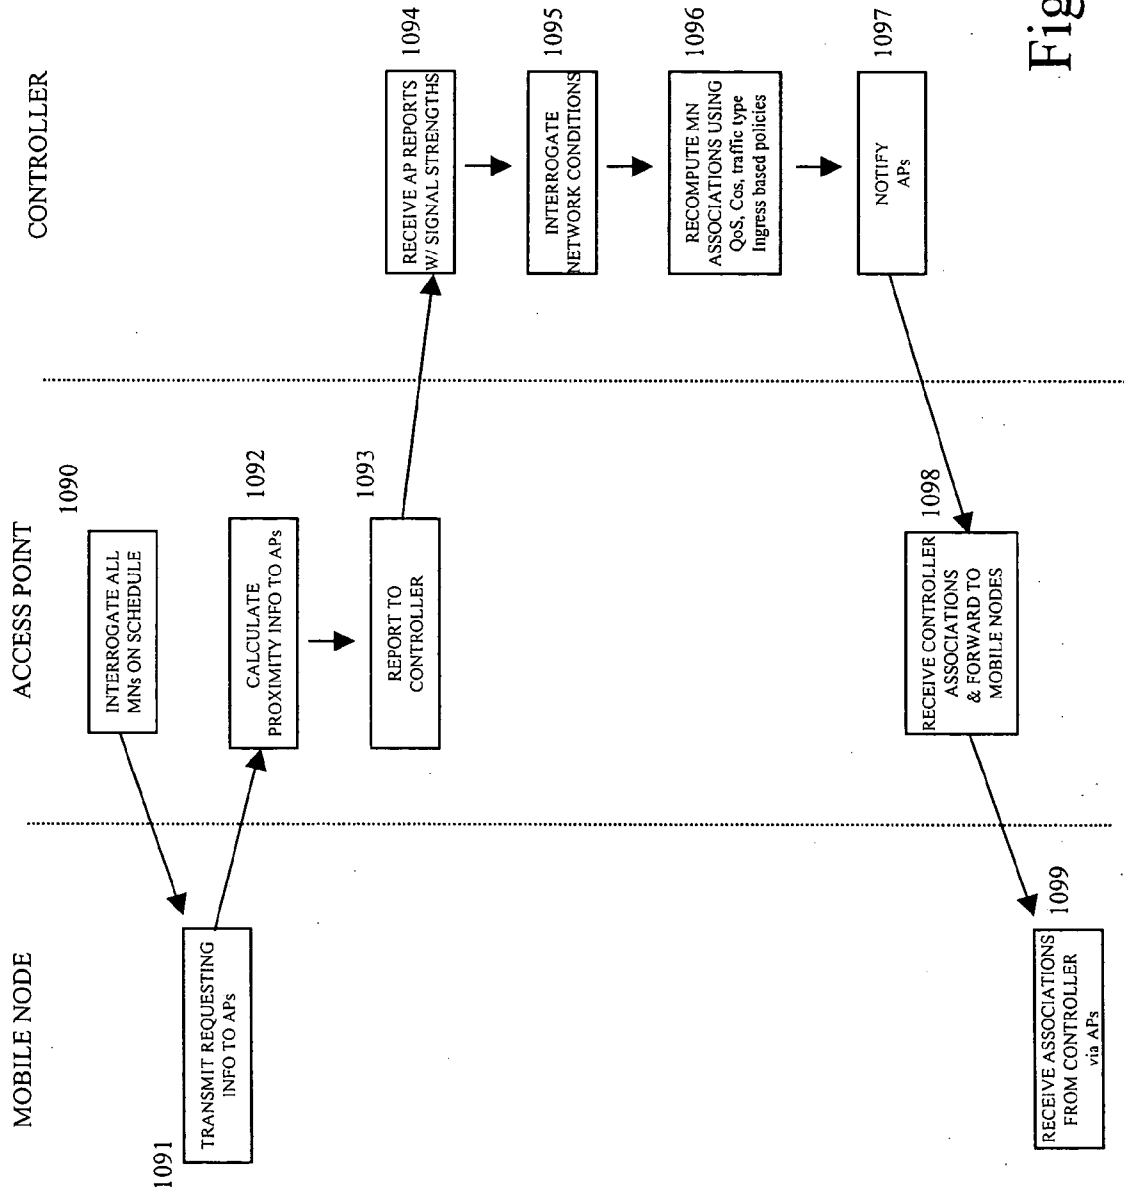 MOBILE NODE
ACCESS POINT
CONTROLLER
1090
INTERROGATE ALL
MNs ON SCHEDULE
1091
TRANSMIT REQUESTING
INFO TO APs
1092
CALCULATE
PROXIMITY INFO TO APs
1093
REPORT TO
CONTROLLER
1094
RECEIVE AP REPORTS
W/ SIGNAL STRENGTHS
1095
INTERROGATE
NETWORK CONDITIONS
1096
RECOMPUTE MN
ASSOCIATIONS USING
QoS, Cos, traffic type
Ingress based policies
1097
NOTIFY
APs
1098
RECEIVE CONTROLLER
ASSOCIATIONS
& FORWARD TO
MOBILE NODES
1099
RECEIVE ASSOCIATIONS
FROM CONTROLLER
via APs
Fig